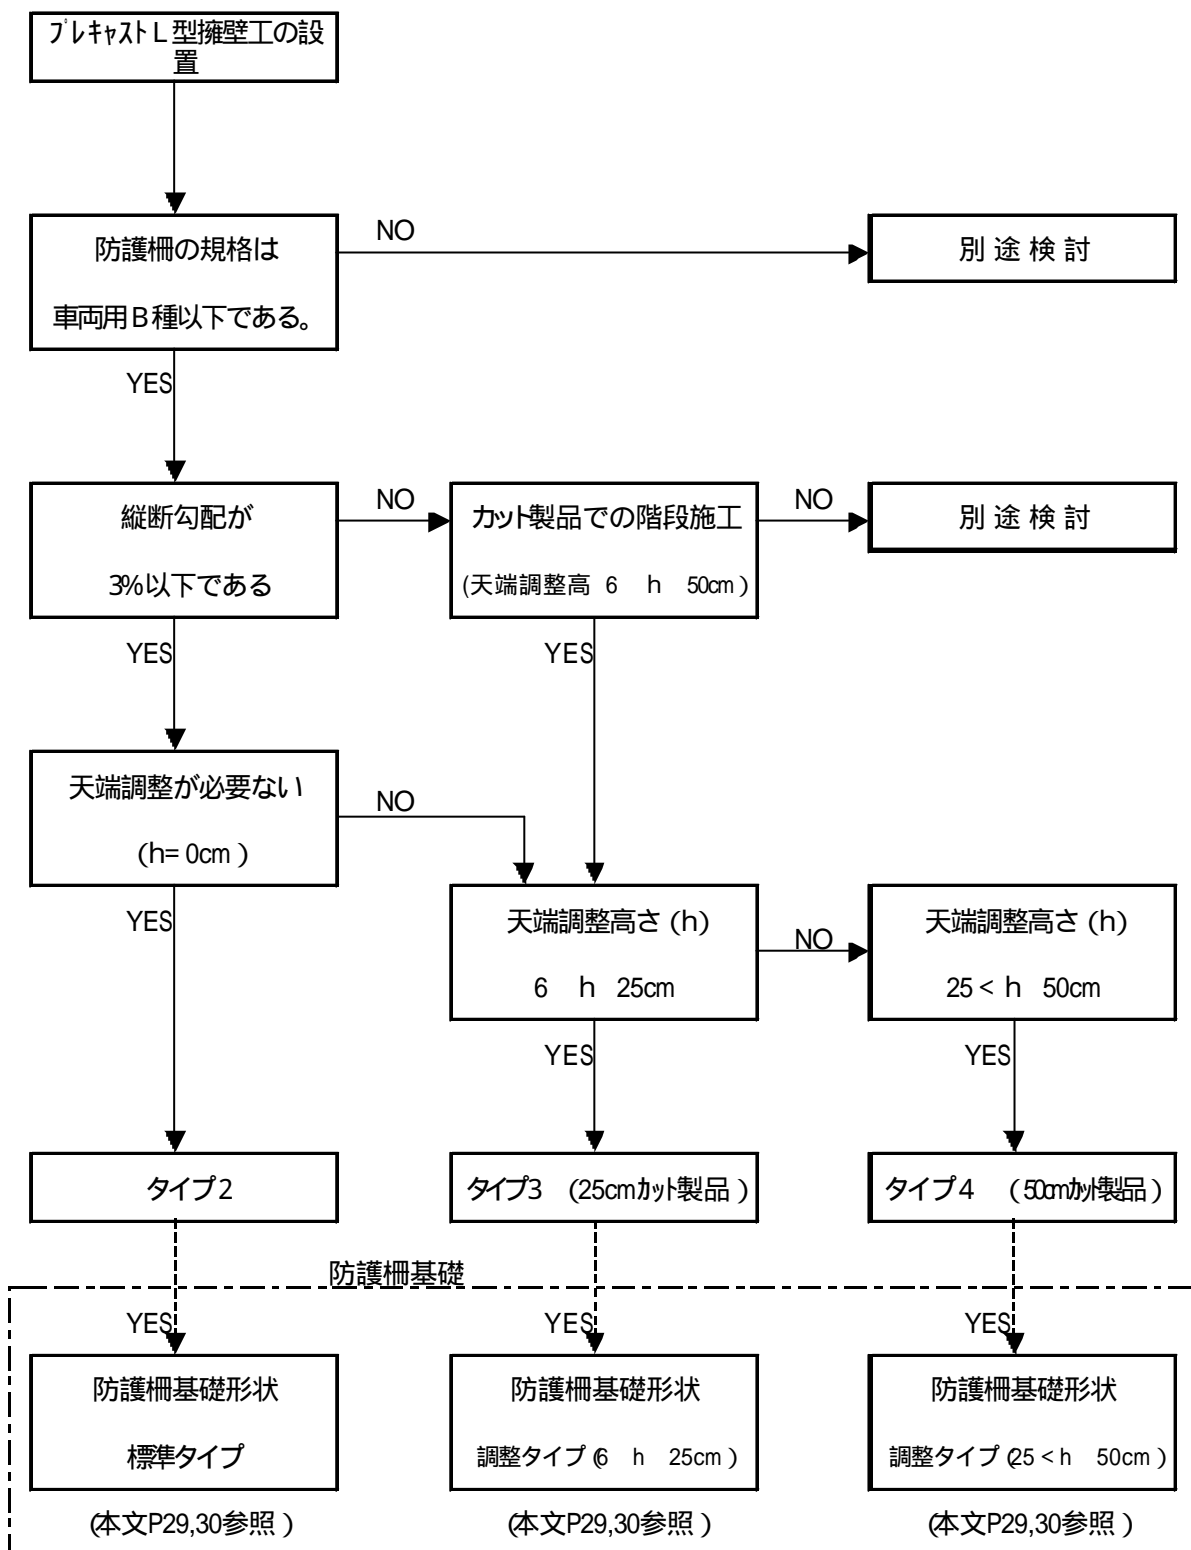 ﾌﾟﾚｷｬｽﾄＬ型擁壁工の設
置
防護柵の規格は
車両用Ｂ種以下である。
NO
別 途 検 討
YES
縦断勾配が
3%以下である
NO
カット製品での階段施工
(天端調整高 6 h 50cm）
NO
別 途 検 討
YES
YES
天端調整が必要ない
（h= 0cm ）
NO
YES
天端調整高さ（h）
6 h 25cm
NO
天端調整高さ（h）
25 < h 50cm
YES
YES
タイプ2
タイプ3 （25cmｶｯﾄ製品 ）
タイプ4 （50cmｶｯﾄ製品 ）
防護柵基礎
YES
YES
YES
防護柵基礎形状
標準タイプ
防護柵基礎形状
調整タイプ（6 h 25cm ）
防護柵基礎形状
調整タイプ（25 < h 50cm ）
（本文P29,30参照 ）
（本文P29,30参照 ）
（本文P29,30参照 ）